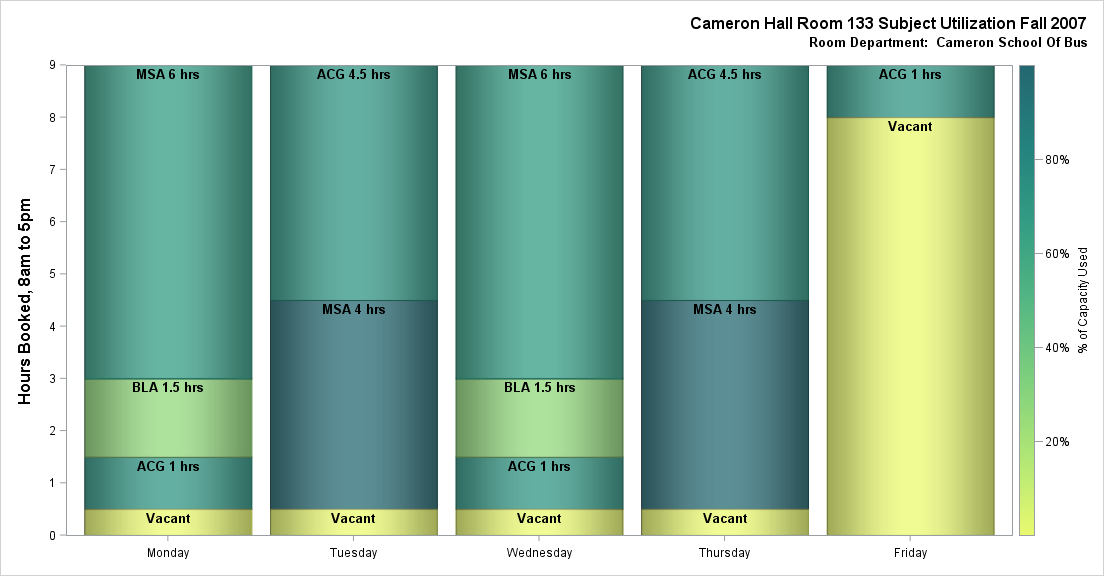 Cameron Hall Room 133 Subject Utilization Fall 2007
Room Department:  Cameron School Of Bus
Hours Booked, 8am to 5pm
9
8
7
6
5
4
3
2
1
0
MSA 6 hrs
BLA 1.5 hrs
ACG 1 hrs
Vacant
ACG 4.5 hrs
MSA 4 hrs
Vacant
MSA 6 hrs
BLA 1.5 hrs
ACG 1 hrs
Vacant
ACG 4.5 hrs
MSA 4 hrs
Vacant
ACG 1 hrs
Vacant
Monday
Tuesday
Wednesday
Thursday
Friday
80%
60%
40%
20%
% of Capacity Used